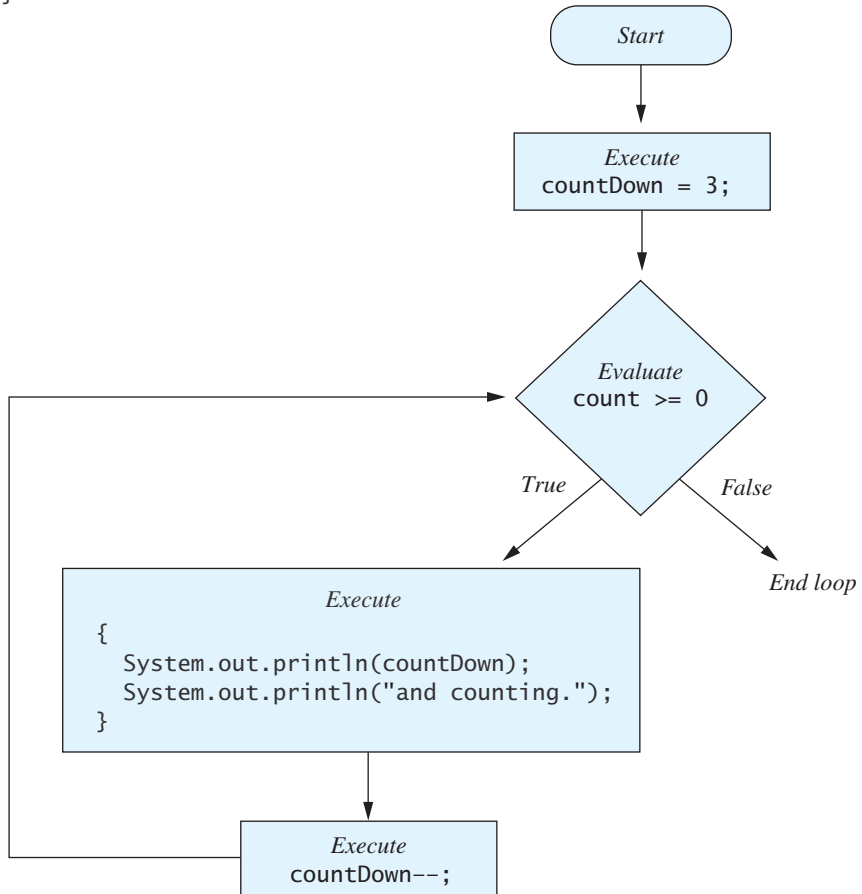 }
Start
Execute
countDown = 3;
Evaluate
count >= 0
True
False
End loop
Execute
{
System.out.println(countDown);
System.out.println("and counting.");
}
Execute
countDown--;